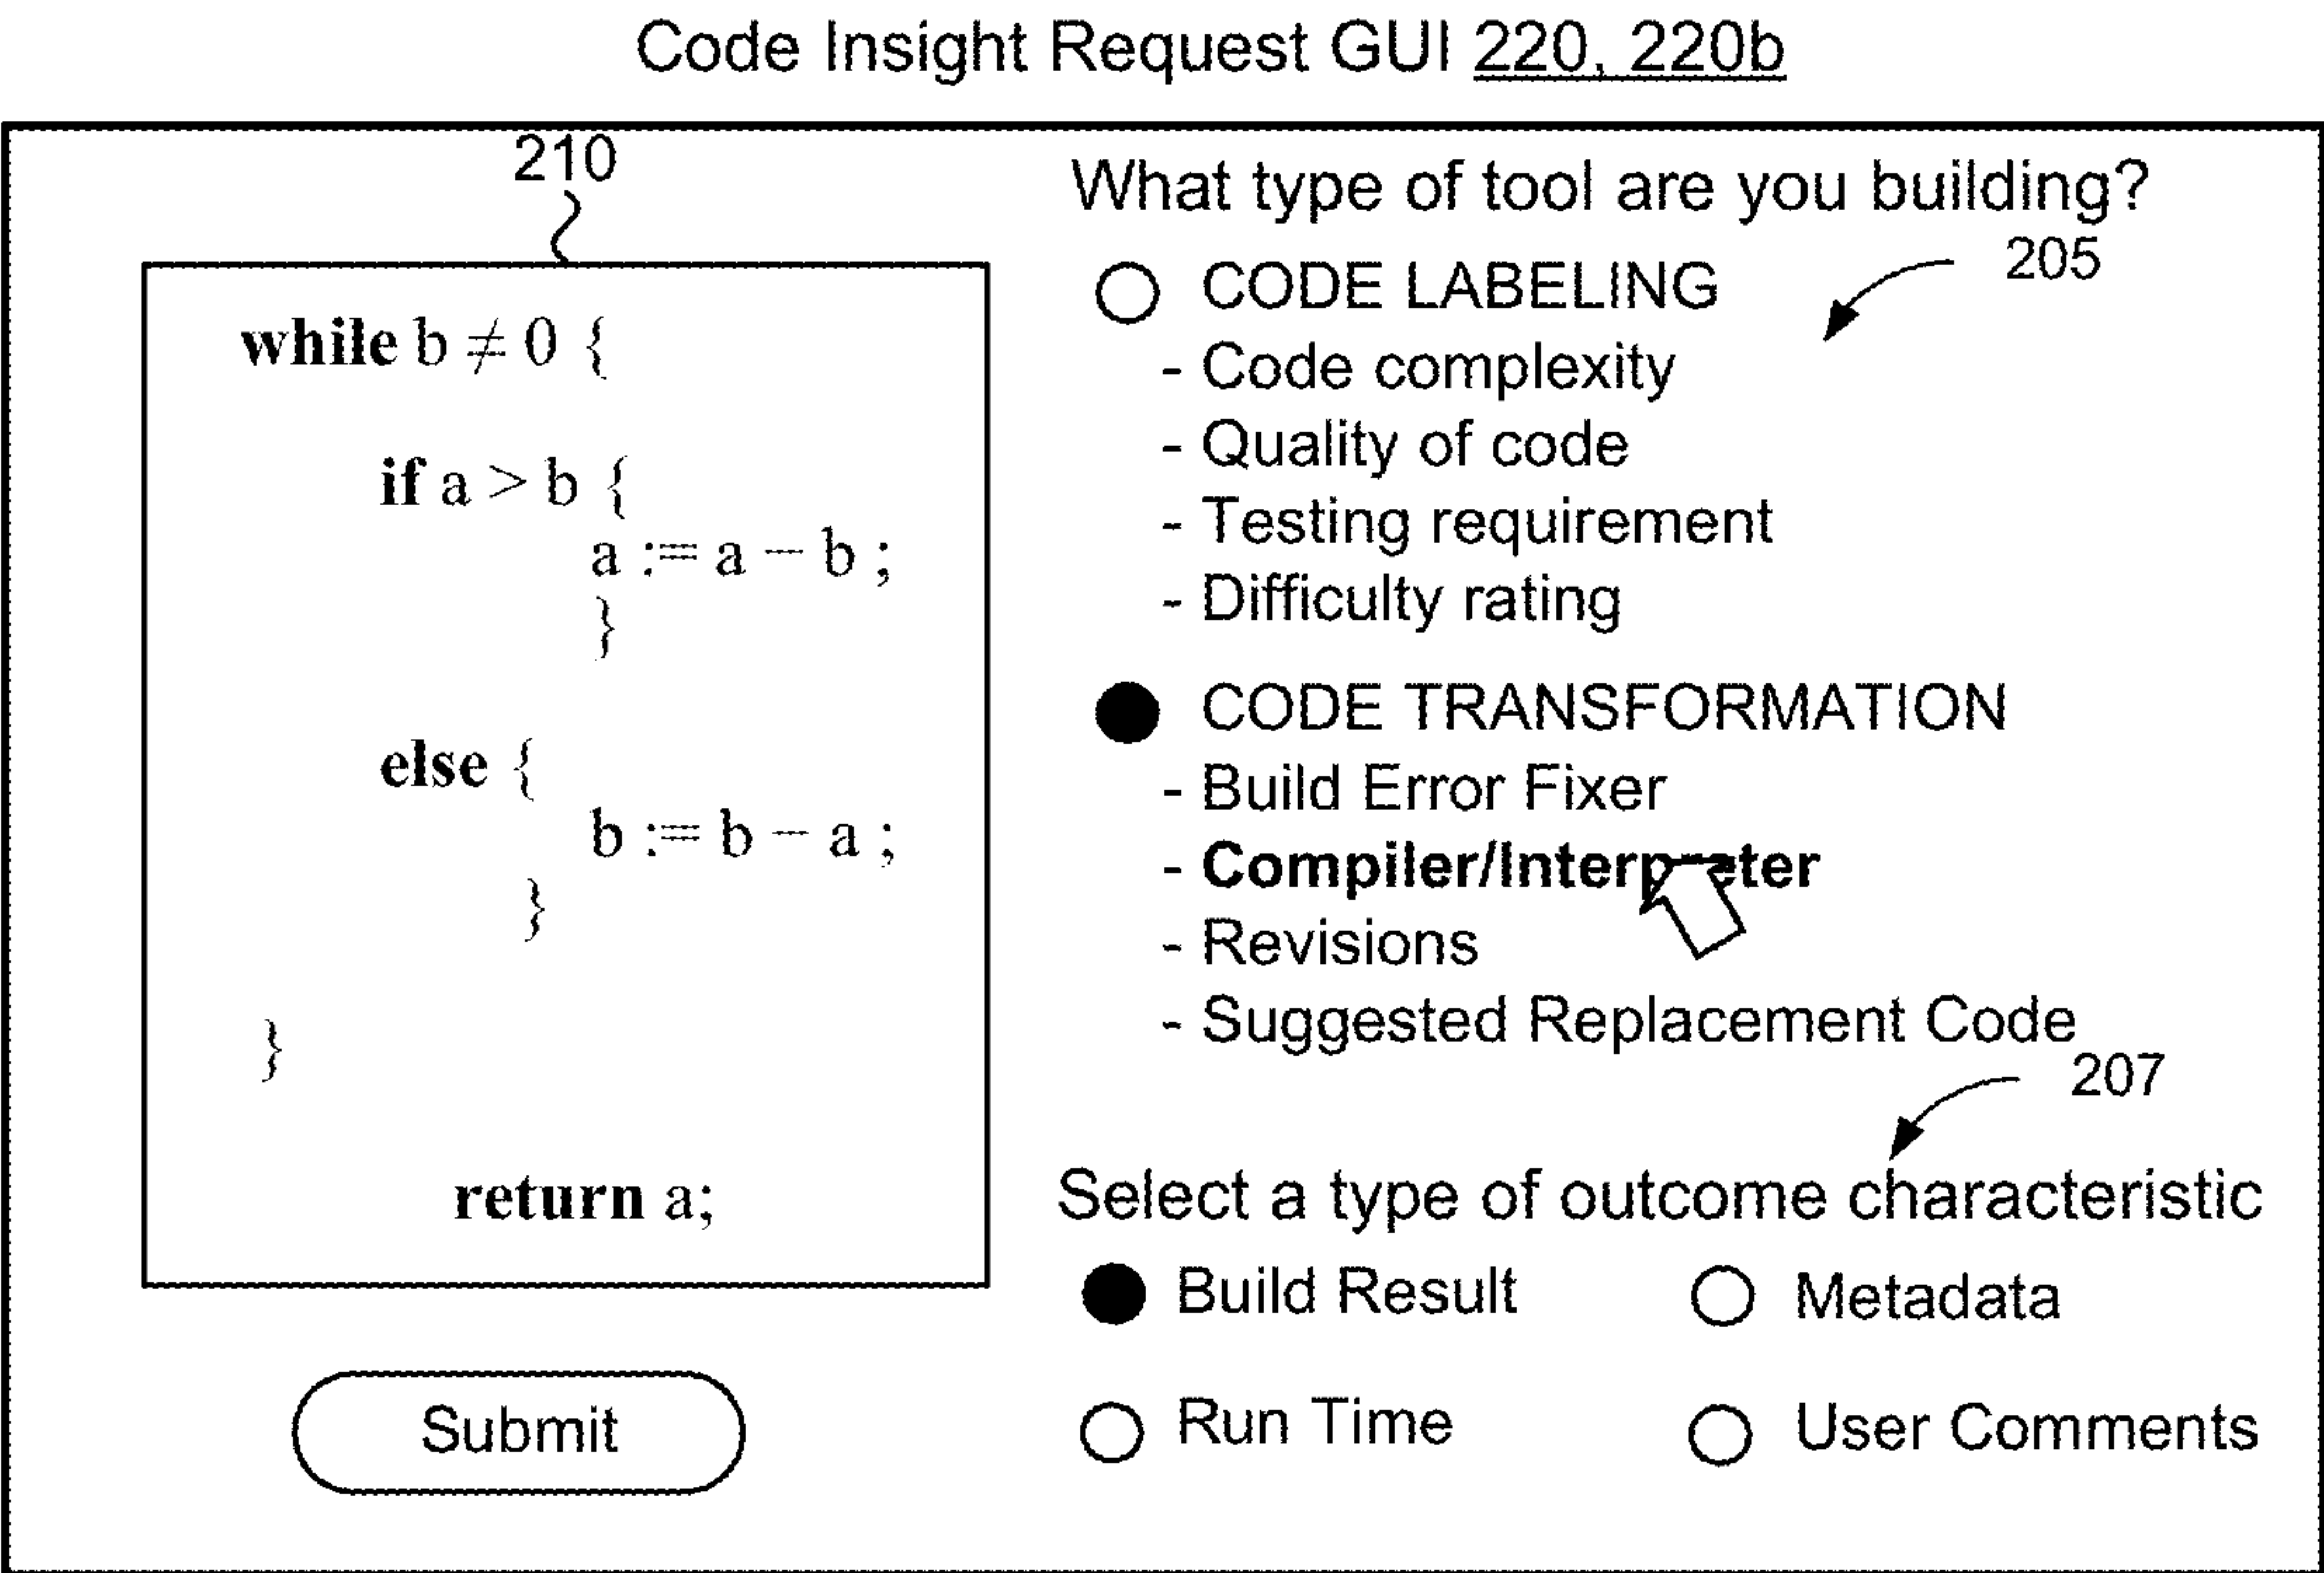 Code Insight Request GUI 220, 220b
210
while b ≠ 0 {
if a > b {
a := a − b ;
}
else {
b := b − a ;
}
}
return a;
Submit
What type of tool are you building?
205
CODE LABELING
- Code complexity
- Quality of code
- Testing requirement
- Difficulty rating
CODE TRANSFORMATION
- Build Error Fixer
- Compiler/Interpreter
- Revisions
- Suggested Replacement Code
207
Select a type of outcome characteristic
Build Result
Metadata
Run Time
User Comments